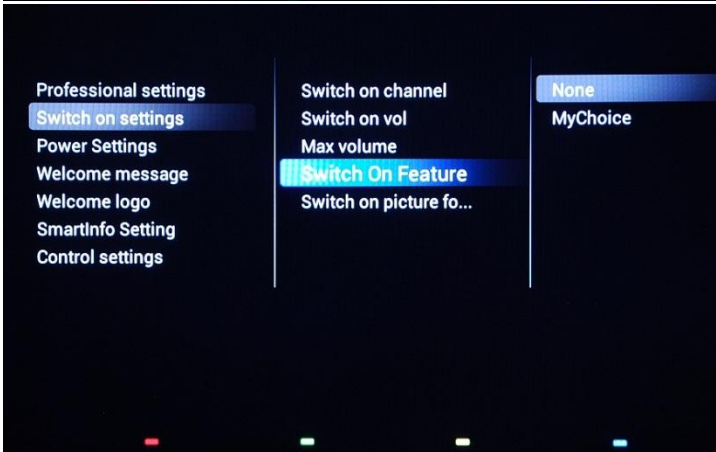 Professional settings
Switch on settings
Power Settings
Welcome message
Welcome logo
SmartInfo Setting
Control settings
Switch on channel
Switch on vol
Max volume
Switch On Feature
Switch on picture fo...
None
MyChoice